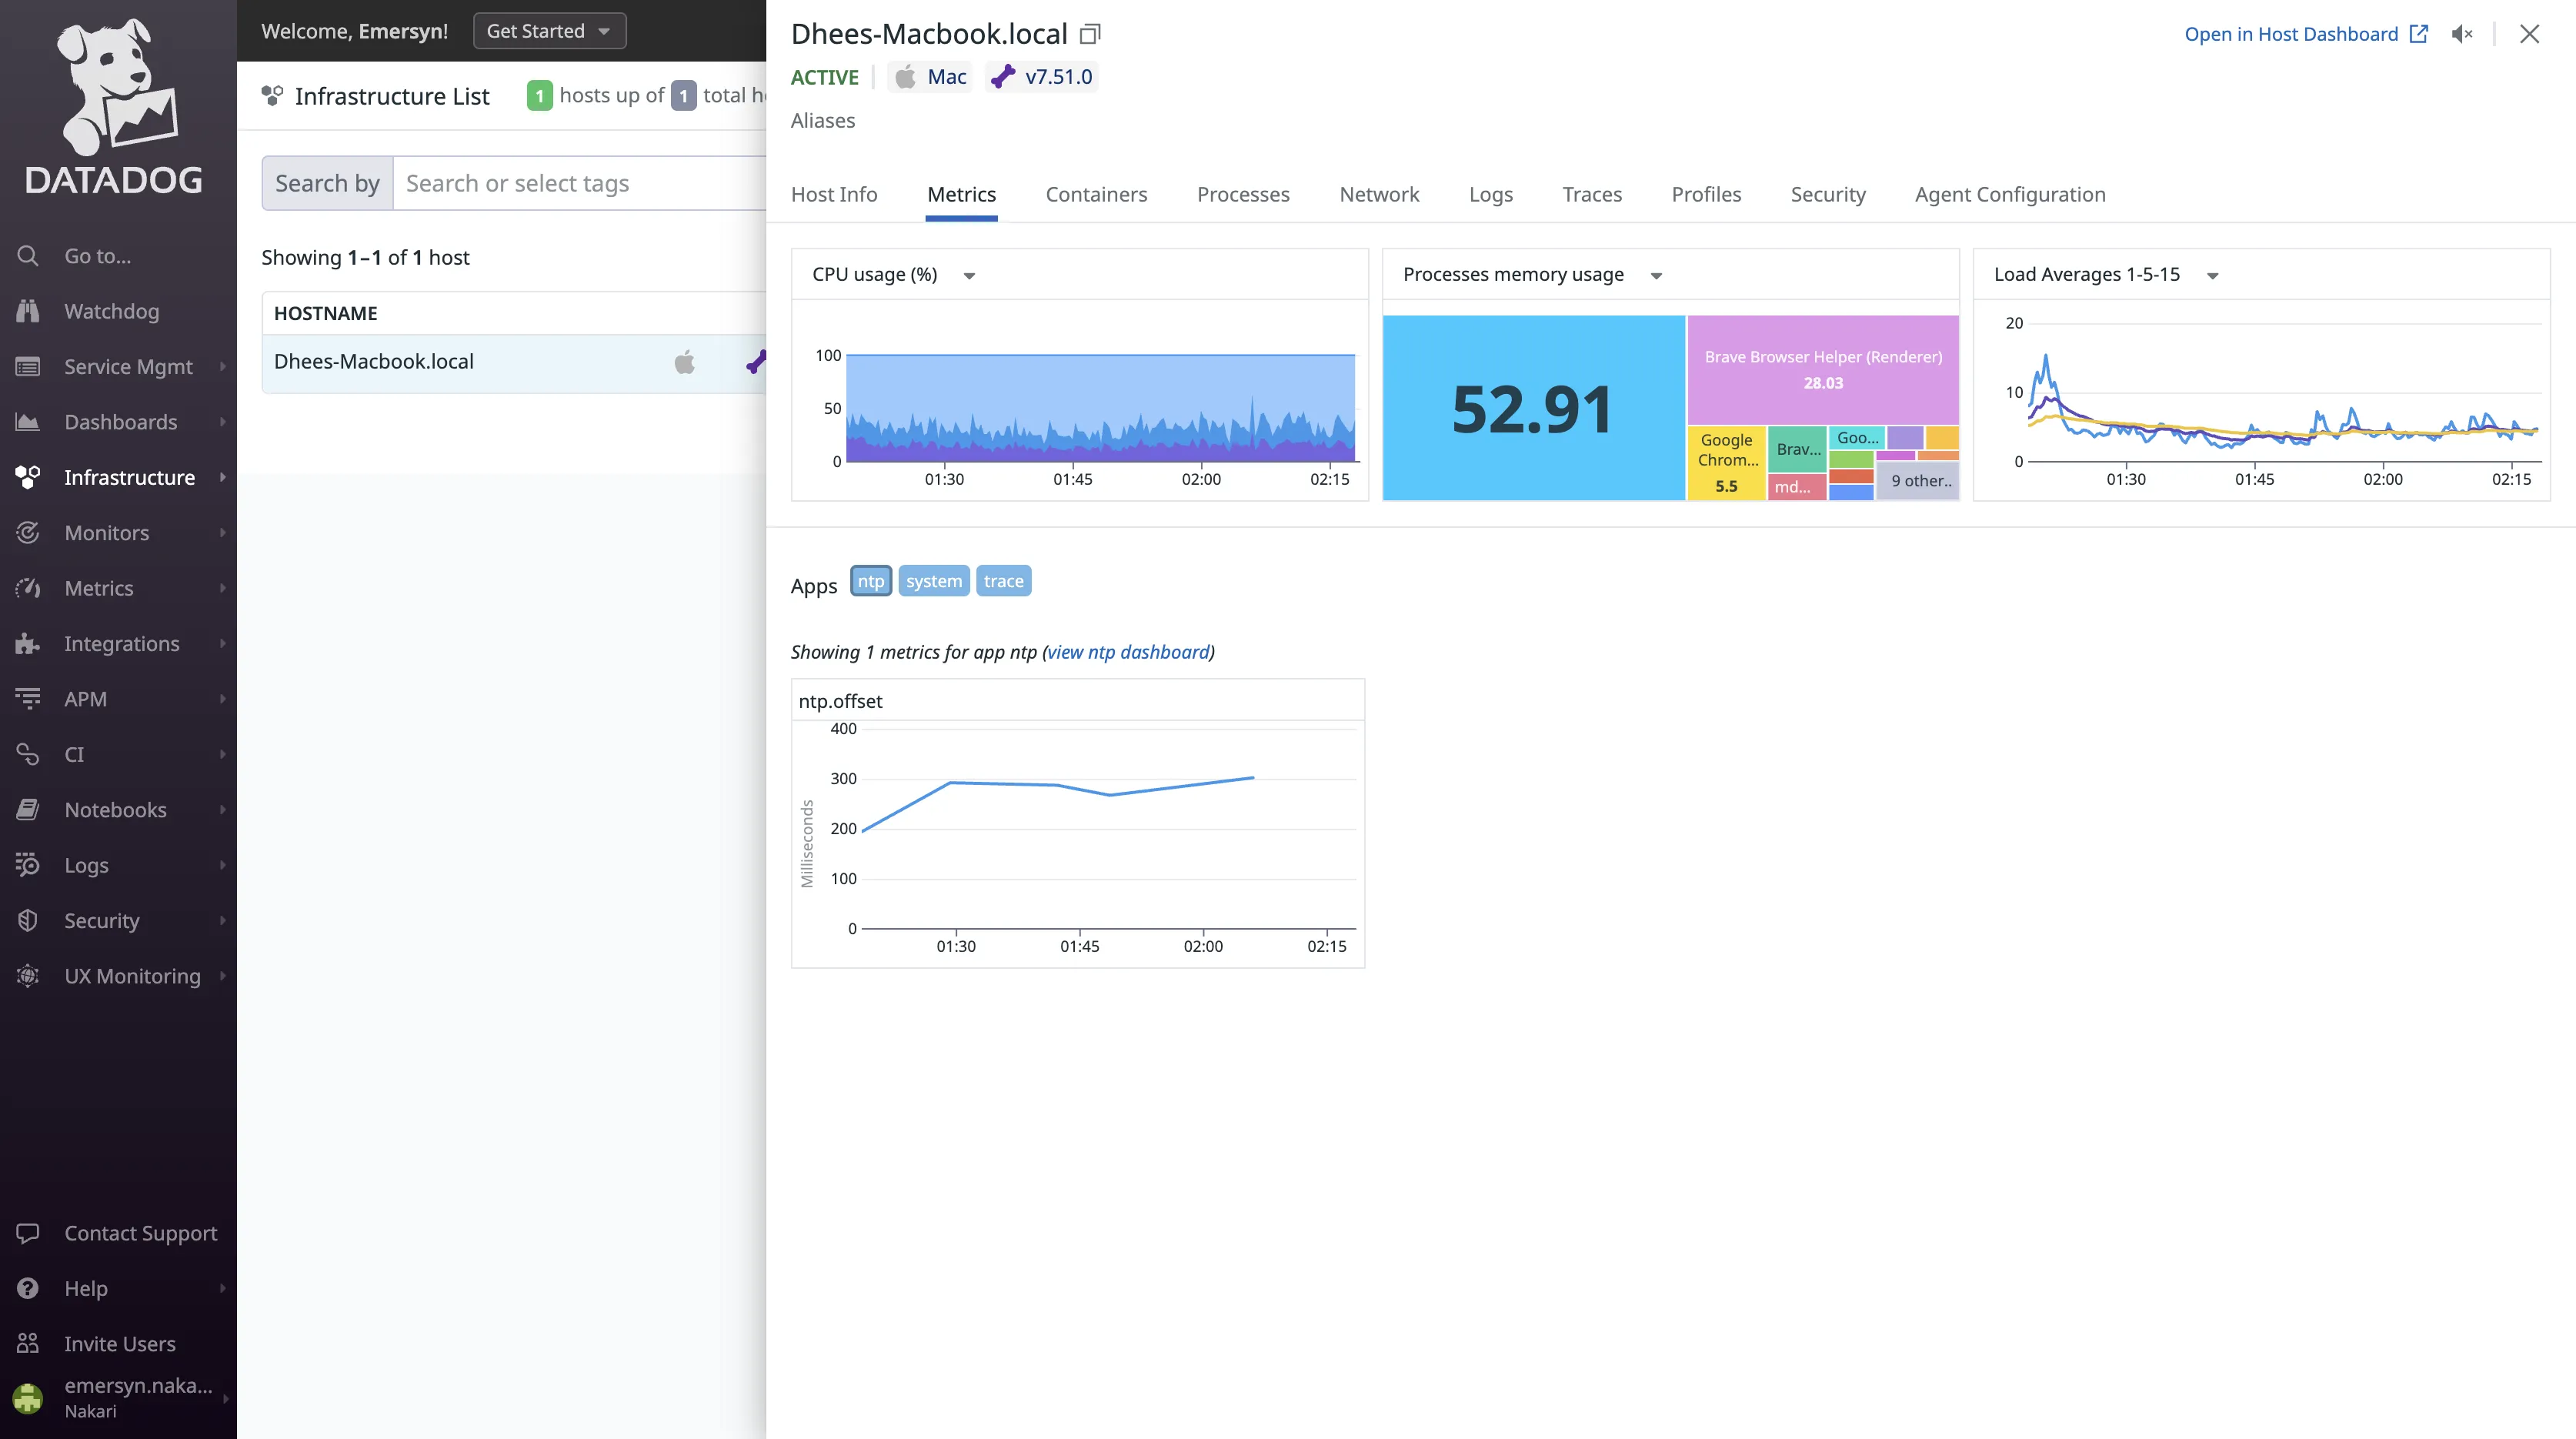 DATADOG
Go to...
Watchdog
Service Mgmt
Dashboards
Infrastructure
Monitors
Metrics
Integrations
APM
CI
Notebooks
Logs
Security
UX Monitoring
Contact Support
Help
Invite Users
emersyn.naka...
Nakari
Welcome, Emersyn!
Get Started
Infrastructure List
1 hosts up of 1 total h
Search by
Search or select tags
Showing 1–1 of 1 host
HOSTNAME
Dhees-Macbook.local
Dhees-Macbook.local
Open in Host Dashboard
ACTIVE
Mac
v7.51.0
Aliases
Host Info
Metrics
Containers
Processes
Network
Logs
Traces
Profiles
Security
Agent Configuration
CPU usage (%)
100
50
0
01:30
01:45
02:00
02:15
Processes memory usage
52.91
Brave Browser Helper (Renderer)
28.03
Google
Chrom...
5.5
Brav...
md...
Goo...
9 other..
Load Averages 1-5-15
20
10
0
01:30
01:45
02:00
02:15
Apps
ntp
system
trace
Showing 1 metrics for app ntp (view ntp dashboard)
ntp.offset
Milliseconds
400
300
200
100
0
01:30
01:45
02:00
02:15